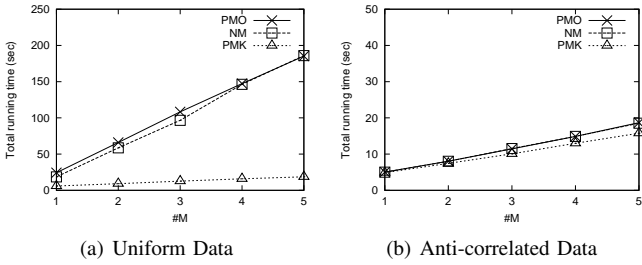 Total running time (sec)
250
200
150
100
50
0
1
2
3
4
5
#M
PMO
NM
PMK
(a) Uniform Data
Total running time (sec)
50
40
30
20
10
0
1
2
3
4
5
#M
PMO
NM
PMK
(b) Anti-correlated Data